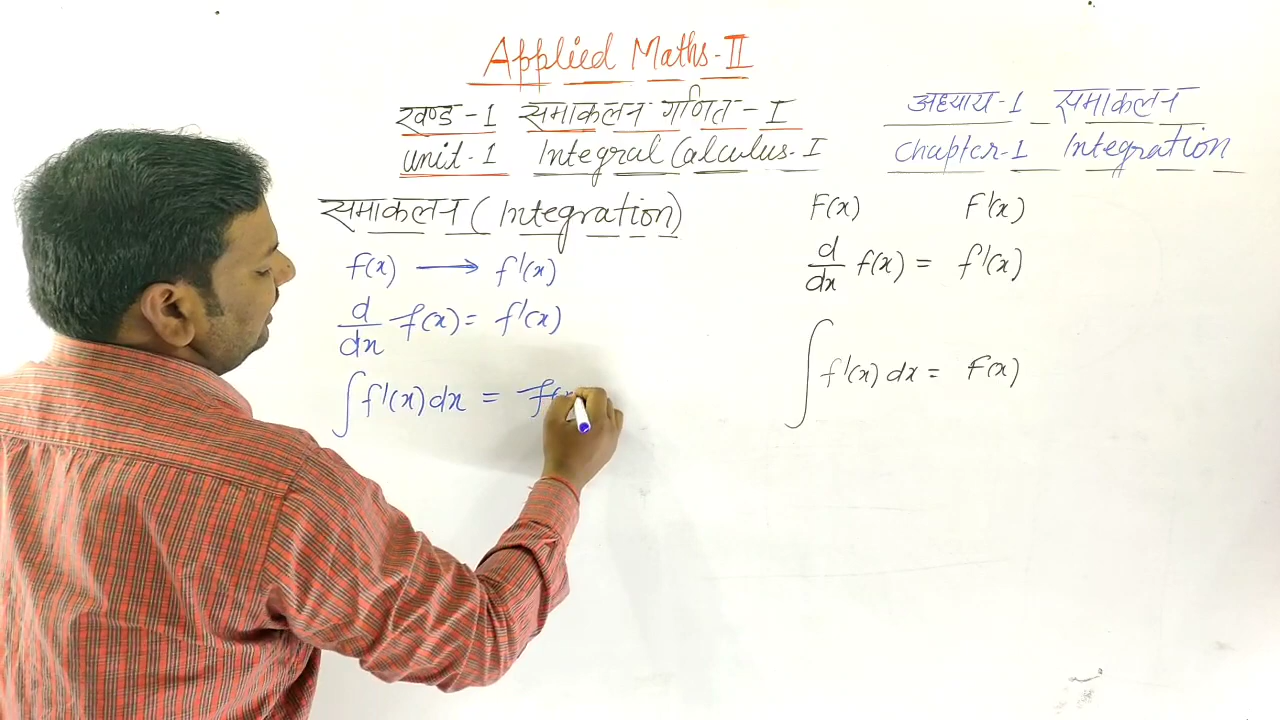 Applied Maths-II
खण्ड-1 समाकलन गणित-I
unit-1 Integral Calculus-I
अध्याय-1 समाकलन
chapter-1 Integration
समाकलन (Integration)
f(x) ⟶ f'(x)
d/dx f(x) = f'(x)
∫ f'(x) dx = f(x
F(x) F'(x)
d/dx f(x) = f'(x)
∫ f'(x) dx = F(x)